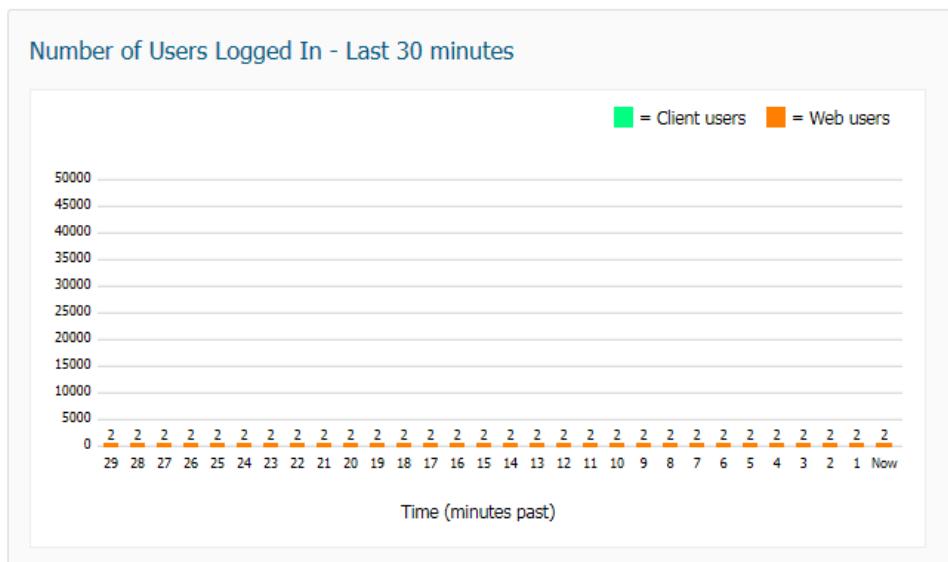 Number of Users Logged In - Last 30 minutes
= Client users = Web users
50000
45000
40000
35000
30000
25000
20000
15000
10000
5000
0
2 2 2 2 2 2 2 2 2 2 2 2 2 2 2 2 2 2 2 2 2 2 2 2 2 2 2 2 2 2
29 28 27 26 25 24 23 22 21 20 19 18 17 16 15 14 13 12 11 10 9 8 7 6 5 4 3 2 1 Now
Time (minutes past)